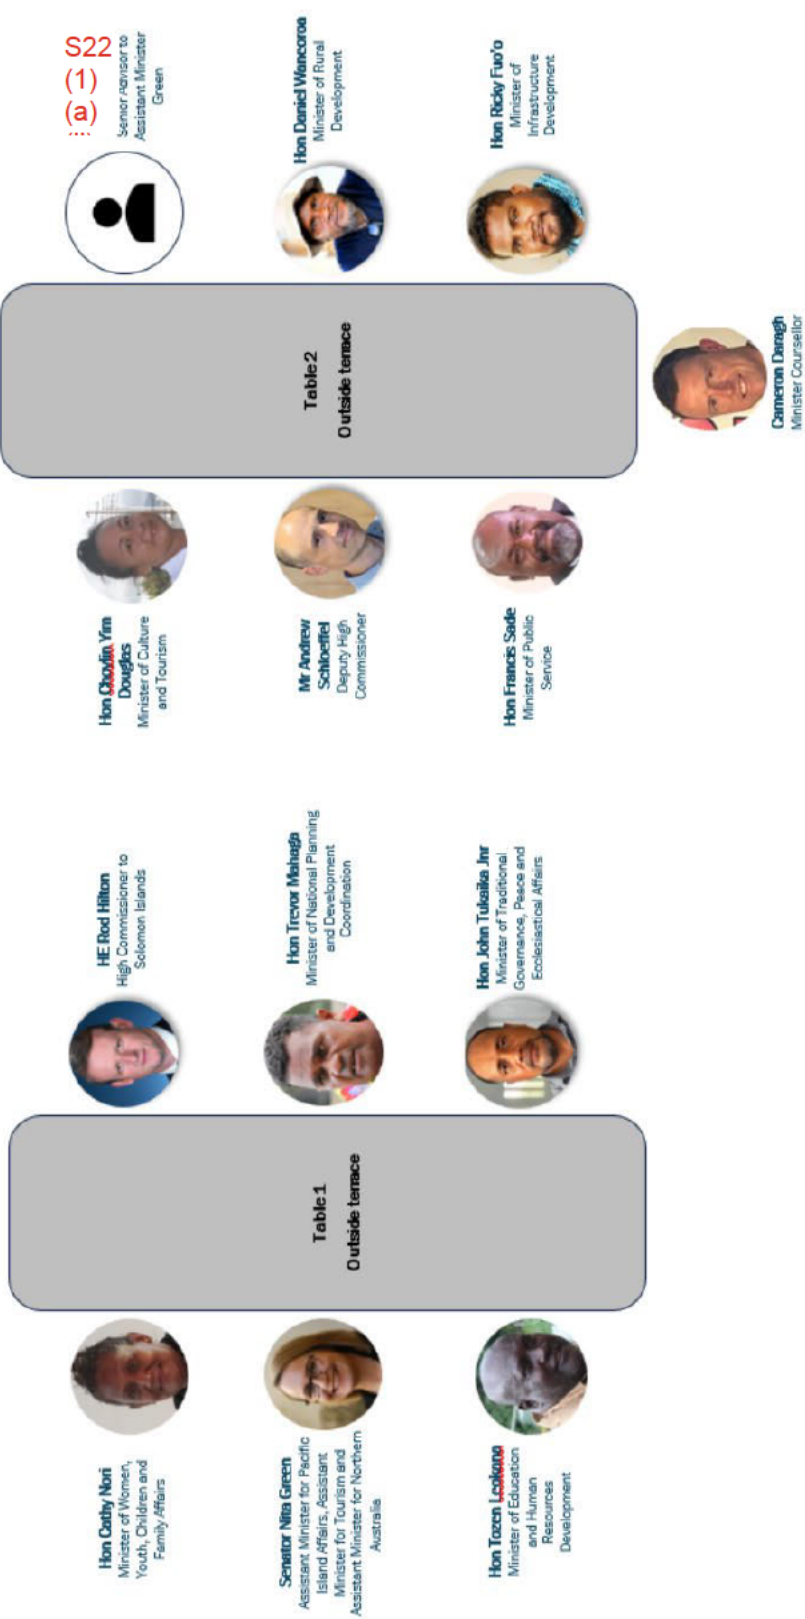 Hon Cathy Nori
Minister of Women,
Youth, Children and
Family Affairs
Senator Nita Green
Assistant Minister for Pacific
Island Affairs, Assistant
Minister for Tourism and
Assistant Minister for Northern
Australia
Hon Tozen Leokana
Minister of Education
and Human
Resources
Development
Table 1
Outside terrace
HE Rod Hilton
High Commissioner to
Solomon Islands
Hon Trevor Mahaga
Minister of National Planning
and Development
Coordination
Hon John Tukaika Jnr
Minister of Traditional
Governance, Peace and
Ecclesiastical Affairs
Hon Choylin Yim
Douglas
Minister of Culture
and Tourism
Mr Andrew
Schloeffel
Deputy High
Commissioner
Hon Francis Sade
Minister of Public
Service
Table 2
Outside terrace
S22
(1)
(a)
Senior Advisor to
Assistant Minister
Green
Hon Daniel Waneoroa
Minister of Rural
Development
Hon Ricky Fuo'o
Minister of
Infrastructure
Development
Cameron Daragh
Minister Counsellor